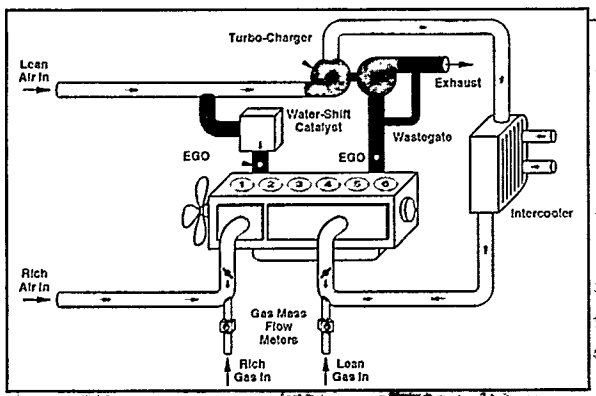 Turbo-Charger
Lean
Air In
Exhaust
Water-Shift
Catalyst
Wastegate
EGO
EGO
1 2 3 4 5 6
Intercooler
Rich
Air In
Gas Mass
Flow
Meters
Rich
Gas In
Lean
Gas In